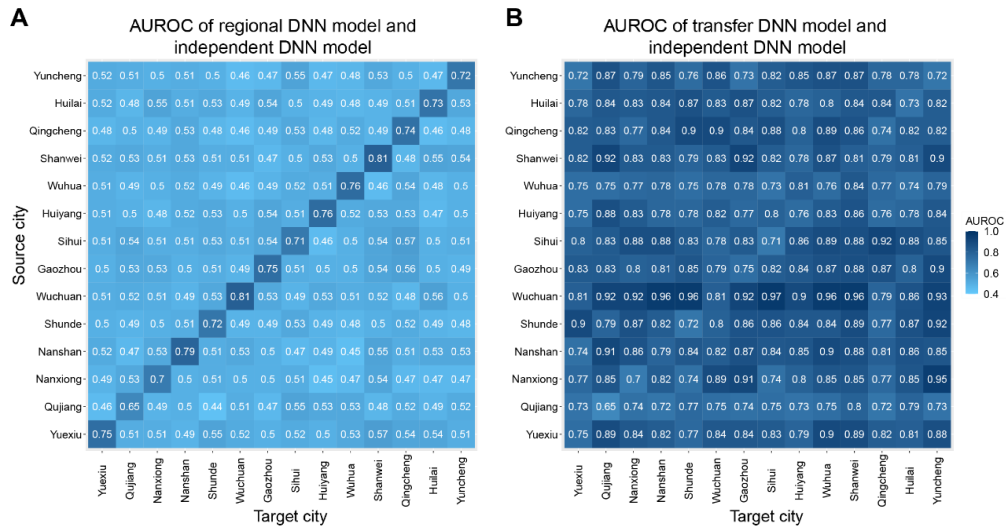 A
AUROC of regional DNN model and
independent DNN model
Source city
Yuncheng 0.52 0.51 0.5 0.51 0.5 0.46 0.47 0.55 0.47 0.48 0.53 0.5 0.47 0.72
Huilai 0.52 0.48 0.55 0.51 0.53 0.49 0.54 0.5 0.49 0.48 0.49 0.51 0.73 0.53
Qingcheng 0.48 0.5 0.49 0.53 0.48 0.46 0.49 0.53 0.48 0.52 0.49 0.74 0.46 0.48
Shanwei 0.52 0.53 0.51 0.53 0.51 0.51 0.47 0.5 0.53 0.5 0.81 0.48 0.55 0.54
Wuhua 0.51 0.49 0.5 0.52 0.49 0.46 0.49 0.52 0.51 0.76 0.46 0.54 0.48 0.5
Huiyang 0.51 0.5 0.48 0.52 0.53 0.53 0.54 0.51 0.76 0.52 0.49 0.53 0.47 0.5
Sihui 0.51 0.54 0.51 0.51 0.53 0.51 0.54 0.71 0.46 0.5 0.54 0.57 0.5 0.51
Gaozhou 0.5 0.53 0.53 0.5 0.51 0.49 0.75 0.51 0.5 0.5 0.54 0.56 0.5 0.49
Wuchuan 0.51 0.52 0.51 0.49 0.53 0.81 0.53 0.49 0.53 0.51 0.52 0.48 0.56 0.5
Shunde 0.5 0.49 0.5 0.51 0.72 0.49 0.49 0.53 0.49 0.48 0.5 0.52 0.49 0.48
Nanshan 0.52 0.47 0.53 0.79 0.51 0.53 0.5 0.47 0.49 0.45 0.55 0.51 0.53 0.53
Nanxiong 0.49 0.53 0.7 0.5 0.51 0.5 0.5 0.51 0.45 0.47 0.54 0.47 0.47 0.47
Qujiang 0.46 0.65 0.49 0.5 0.44 0.51 0.47 0.55 0.53 0.53 0.48 0.52 0.49 0.52
Yuexiu 0.75 0.51 0.51 0.49 0.55 0.52 0.5 0.52 0.5 0.53 0.57 0.54 0.54 0.51
Yuexiu Qujiang Nanxiong Nanshan Shunde Wuchuan Gaozhou Sihui Huiyang Wuhua Shanwei Qingcheng Huilai Yuncheng
Target city
B
AUROC of transfer DNN model and
independent DNN model
Yuncheng 0.72 0.87 0.79 0.85 0.76 0.86 0.73 0.82 0.85 0.87 0.87 0.78 0.78 0.72
Huilai 0.78 0.84 0.83 0.83 0.87 0.83 0.87 0.82 0.78 0.8 0.84 0.84 0.73 0.82
Qingcheng 0.82 0.83 0.77 0.84 0.9 0.9 0.84 0.88 0.8 0.89 0.86 0.74 0.82 0.82
Shanwei 0.82 0.92 0.83 0.83 0.79 0.83 0.92 0.82 0.78 0.87 0.81 0.79 0.81 0.9
Wuhua 0.75 0.75 0.77 0.78 0.82 0.78 0.75 0.73 0.81 0.76 0.84 0.77 0.74 0.79
Huiyang 0.75 0.88 0.83 0.78 0.78 0.82 0.77 0.8 0.76 0.83 0.86 0.76 0.78 0.84
Sihui 0.8 0.83 0.88 0.88 0.83 0.78 0.83 0.71 0.86 0.89 0.88 0.92 0.88 0.85
Gaozhou 0.83 0.83 0.8 0.81 0.85 0.79 0.75 0.82 0.84 0.87 0.88 0.87 0.8 0.9
Wuchuan 0.81 0.92 0.92 0.96 0.96 0.81 0.92 0.97 0.9 0.96 0.96 0.79 0.86 0.93
Shunde 0.9 0.79 0.87 0.82 0.72 0.8 0.86 0.86 0.84 0.84 0.89 0.77 0.87 0.92
Nanshan 0.74 0.91 0.86 0.79 0.84 0.82 0.87 0.84 0.85 0.9 0.88 0.81 0.86 0.85
Nanxiong 0.77 0.85 0.7 0.82 0.74 0.89 0.91 0.74 0.8 0.85 0.85 0.77 0.85 0.95
Qujiang 0.73 0.65 0.74 0.72 0.77 0.75 0.74 0.75 0.73 0.75 0.8 0.72 0.79 0.73
Yuexiu 0.75 0.89 0.84 0.82 0.77 0.84 0.84 0.83 0.79 0.9 0.89 0.82 0.81 0.88
Yuexiu Qujiang Nanxiong Nanshan Shunde Wuchuan Gaozhou Sihui Huiyang Wuhua Shanwei Qingcheng Huilai Yuncheng
Target city
AUROC
1.0
0.8
0.6
0.4